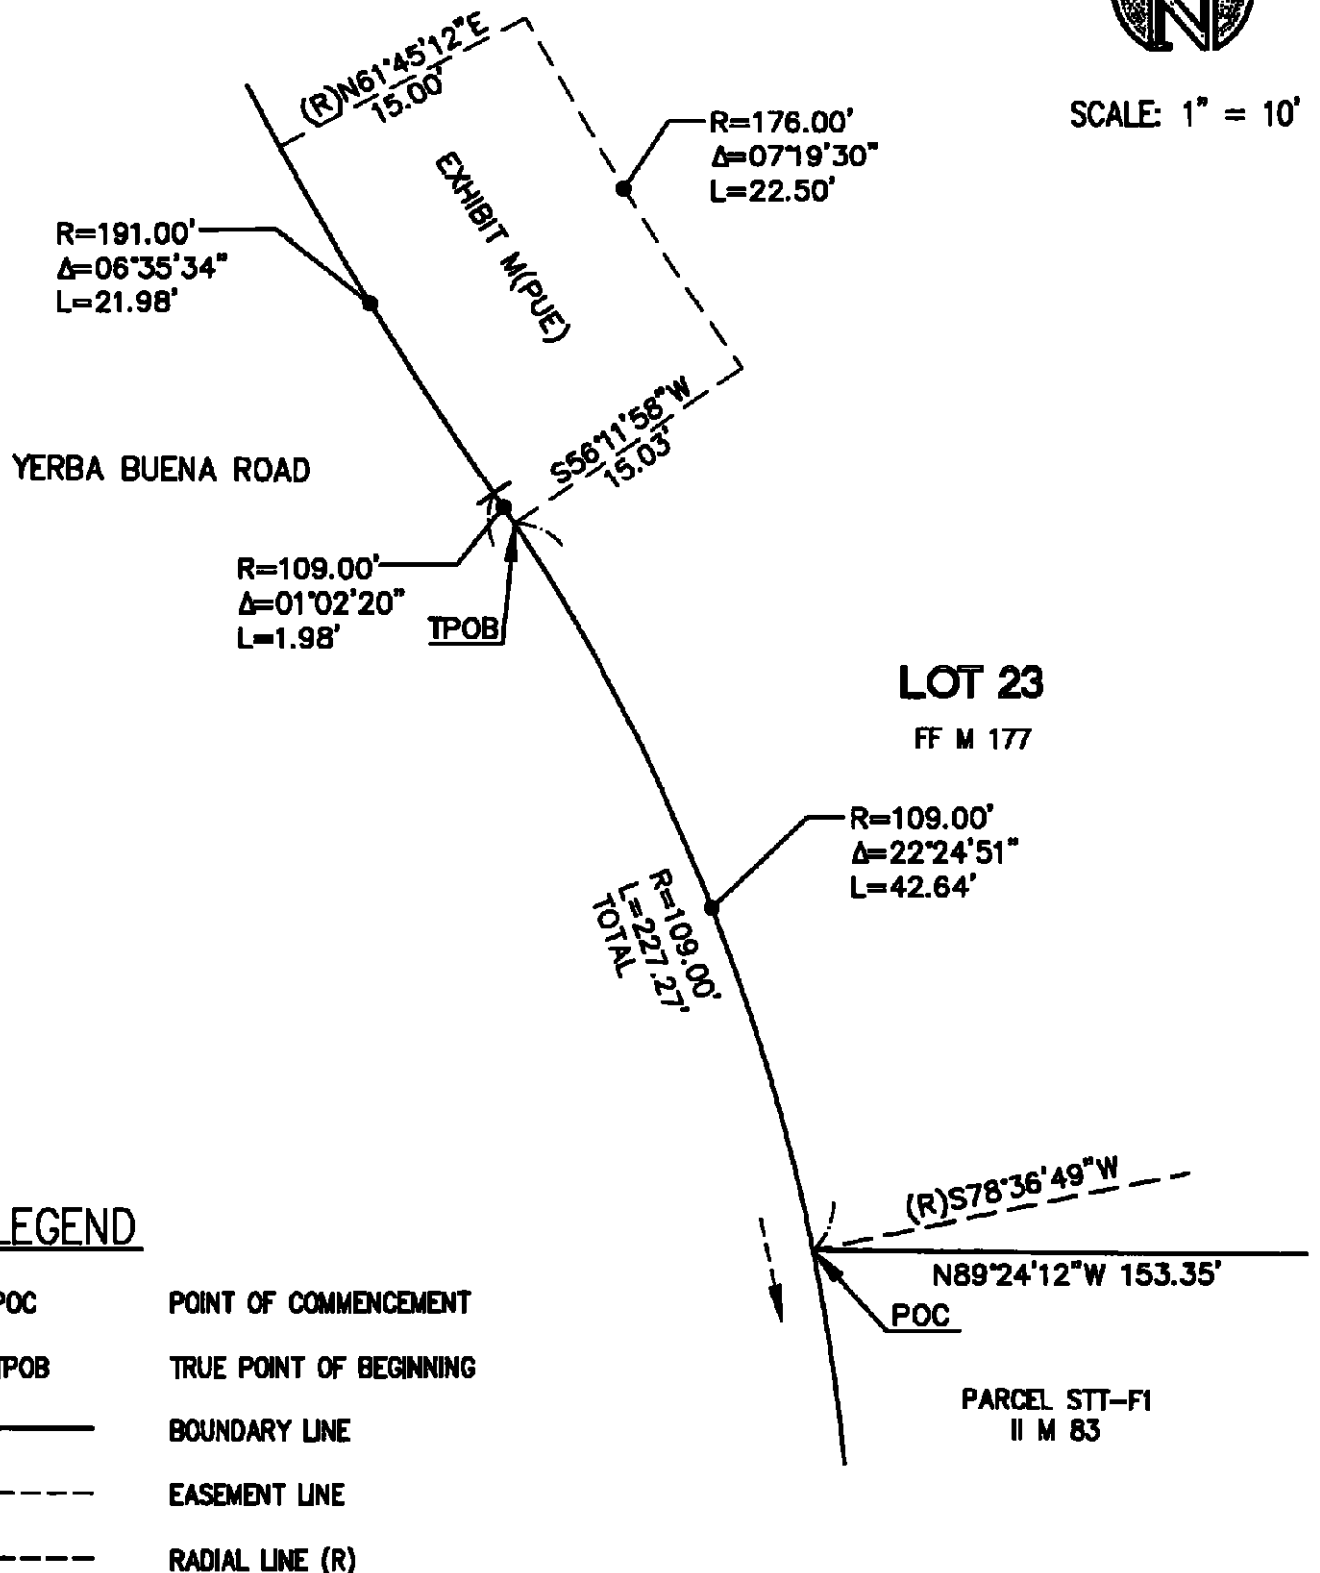 N
SCALE: 1" = 10'
(R)N61°45'12"E
15.00'
R=176.00'
Δ=07°19'30"
L=22.50'
EXHIBIT M(PUE)
R=191.00'
Δ=06°35'34"
L=21.98'
S56°11'58"W
15.03'
YERBA BUENA ROAD
R=109.00'
Δ=01°02'20"
L=1.98'
TPOB
LOT 23
FF M 177
R=109.00'
Δ=22°24'51"
L=42.64'
R=109.00'
L=227.27'
TOTAL
(R)S78°36'49"W
N89°24'12"W 153.35'
POC
PARCEL STT-F1
II M 83
LEGEND
POC POINT OF COMMENCEMENT
TPOB TRUE POINT OF BEGINNING
BOUNDARY LINE
EASEMENT LINE
RADIAL LINE (R)